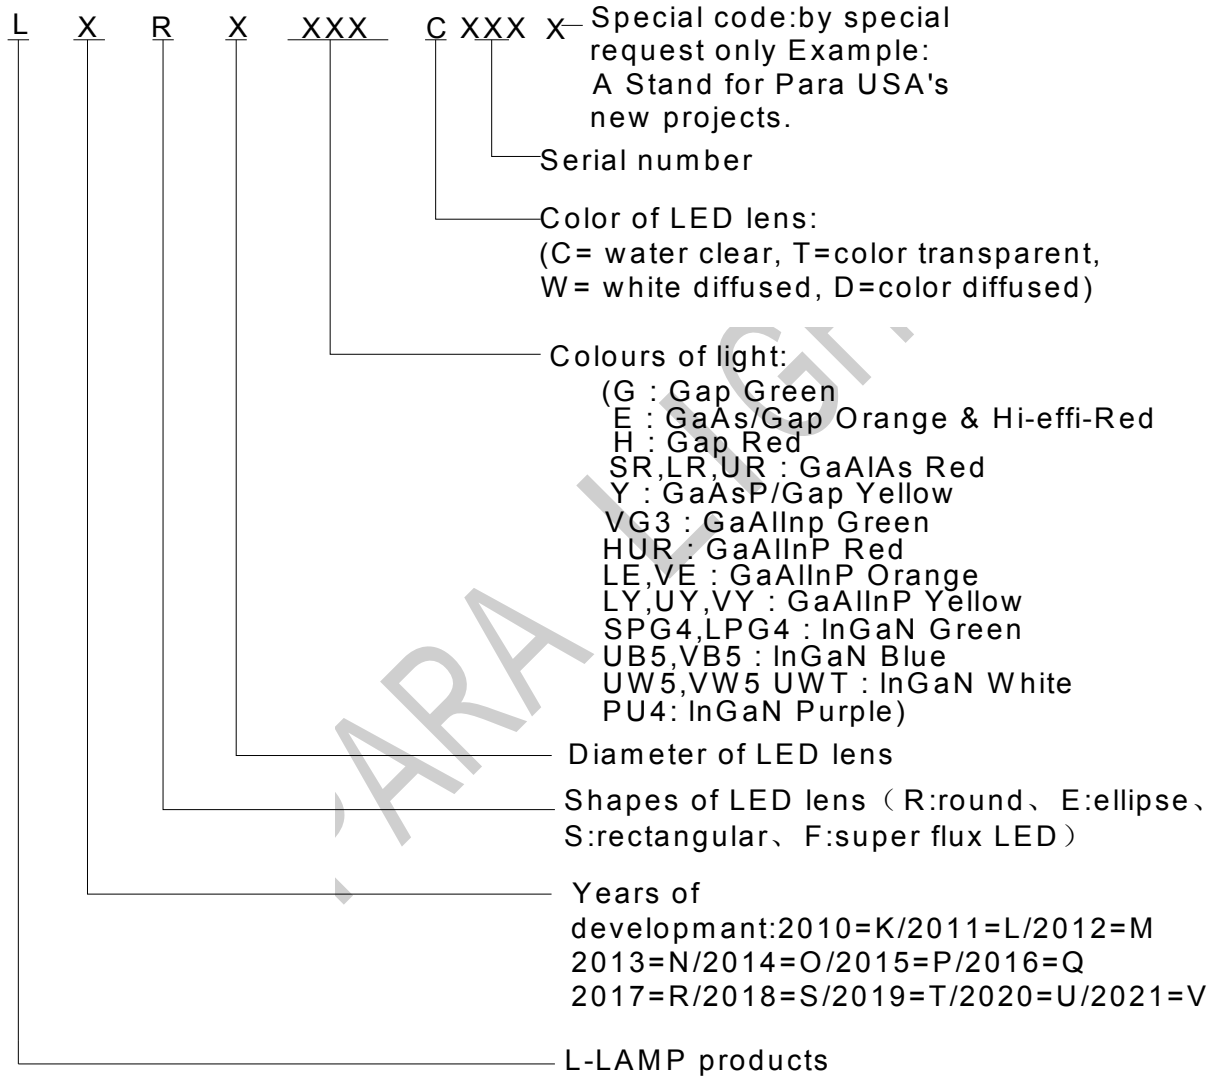 L X R X XXX C XXX X Special code:by special
request only Example:
A Stand for Para USA's
new projects.
Serial number
Color of LED lens:
(C= water clear, T=color transparent,
W= white diffused, D=color diffused)
Colours of light:
(G : Gap Green
E : GaAs/Gap Orange & Hi-effi-Red
H : Gap Red
SR,LR,UR : GaAlAs Red
Y : GaAsP/Gap Yellow
VG3 : GaAlInp Green
HUR : GaAlInP Red
LE,VE : GaAlInP Orange
LY,UY,VY : GaAlInP Yellow
SPG4,LPG4 : InGaN Green
UB5,VB5 : InGaN Blue
UW5,VW5 UWT : InGaN White
PU4: InGaN Purple)
Diameter of LED lens
Shapes of LED lens（R:round、E:ellipse、
S:rectangular、F:super flux LED）
Years of
developmant:2010=K/2011=L/2012=M
2013=N/2014=O/2015=P/2016=Q
2017=R/2018=S/2019=T/2020=U/2021=V
L-LAMP products
PARA LIGH